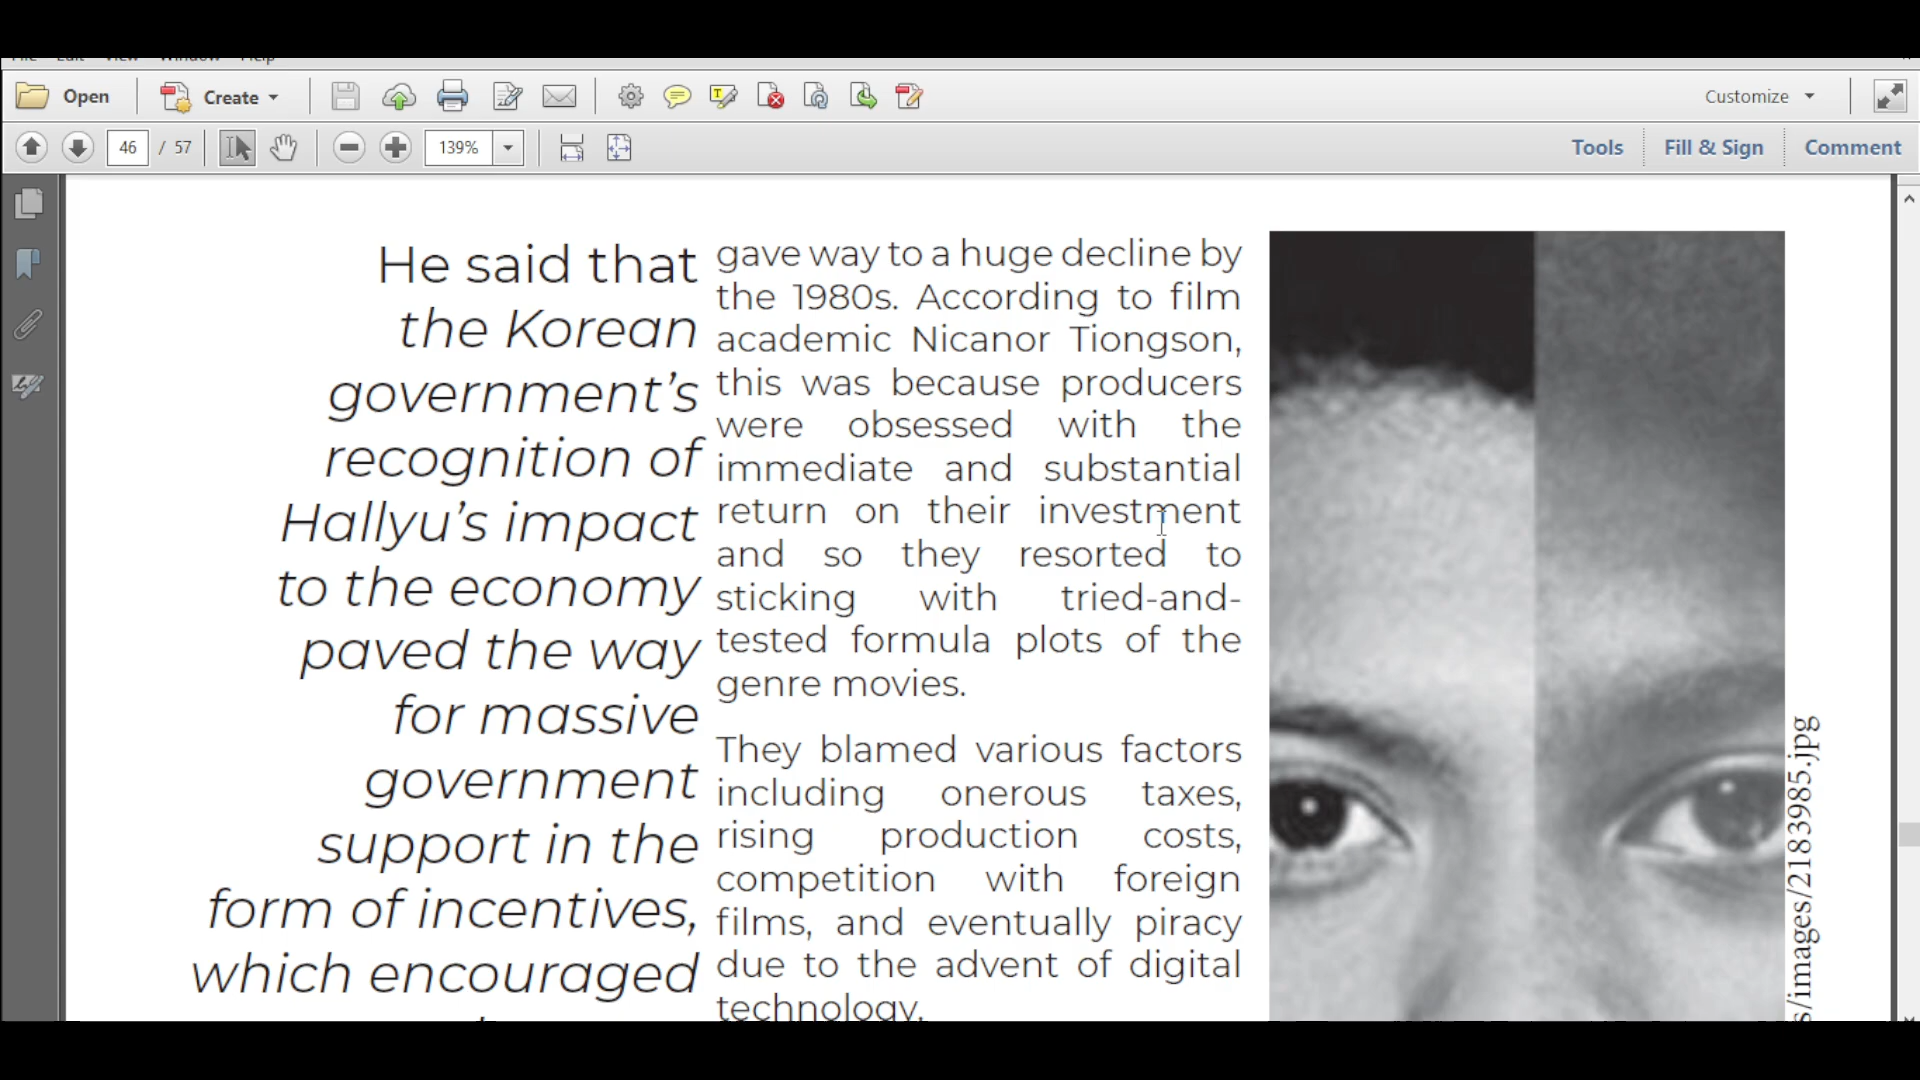 Open
Create
Customize
46 / 57
139%
Tools
Fill & Sign
Comment
He said that
the Korean
government’s
recognition of
Hallyu’s impact
to the economy
paved the way
for massive
government
support in the
form of incentives,
which encouraged
gave way to a huge decline by
the 1980s. According to film
academic Nicanor Tiongson,
this was because producers
were obsessed with the
immediate and substantial
return on their investment
and so they resorted to
sticking with tried-and-
tested formula plots of the
genre movies.
They blamed various factors
including onerous taxes,
rising production costs,
competition with foreign
films, and eventually piracy
due to the advent of digital
technology.
s/images/2183985.jpg